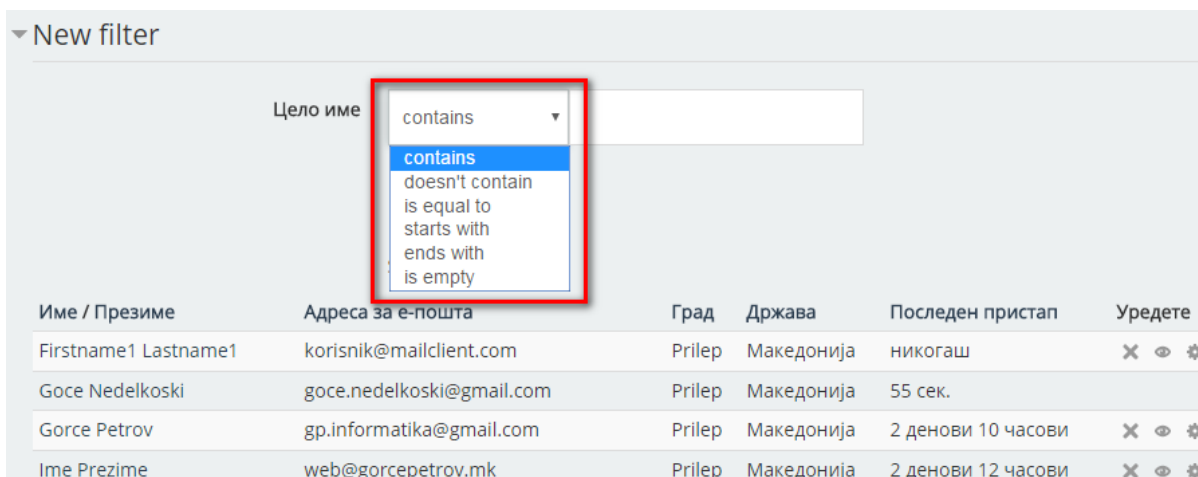 New filter
Цело име contains
contains
doesn't contain
is equal to
starts with
ends with
is empty
Име / Презиме Адреса за е-пошта Град Држава Последен пристап Уредете
Firstname1 Lastname1 korisnik@mailclient.com Prilep Македонија никогаш
Goce Nedelkoski goce.nedelkoski@gmail.com Prilep Македонија 55 сек.
Gorce Petrov gp.informatika@gmail.com Prilep Македонија 2 денови 10 часови
Ime Prezime web@gorcepetrov.mk Prilep Македонија 2 денови 12 часови